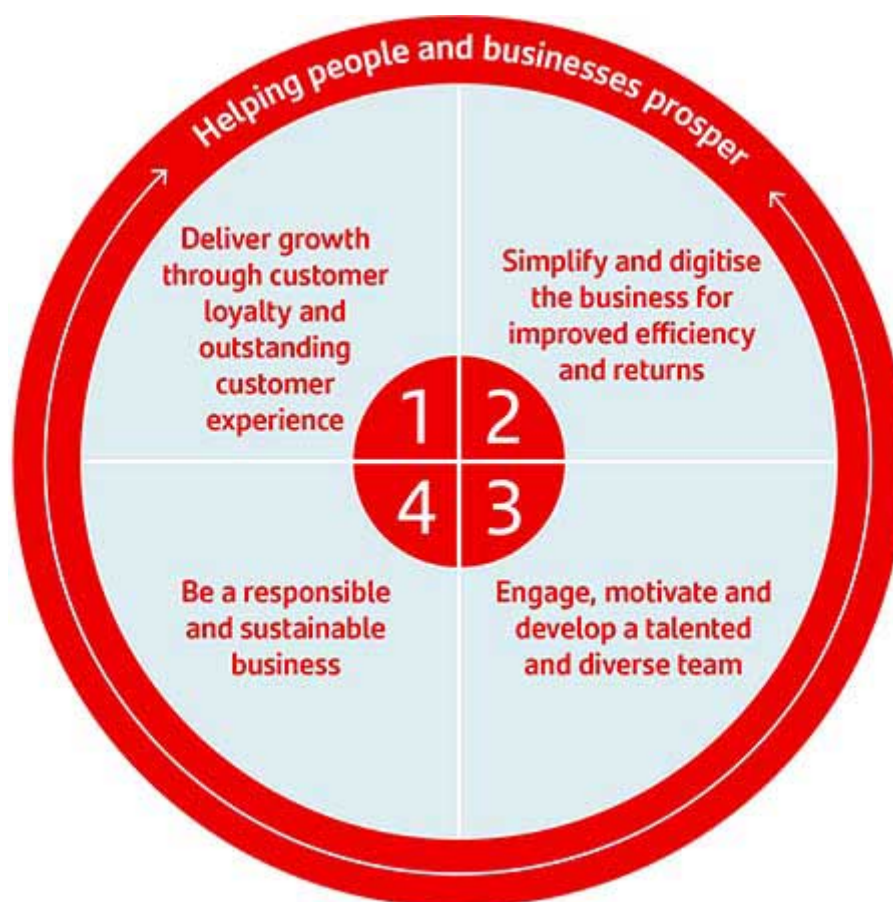 Helping people and businesses prosper
Deliver growth
through customer
loyalty and
outstanding
customer
experience
1
Simplify and digitise
the business for
improved efficiency
and returns
2
Engage, motivate and
develop a talented
and diverse team
3
Be a responsible
and sustainable
business
4